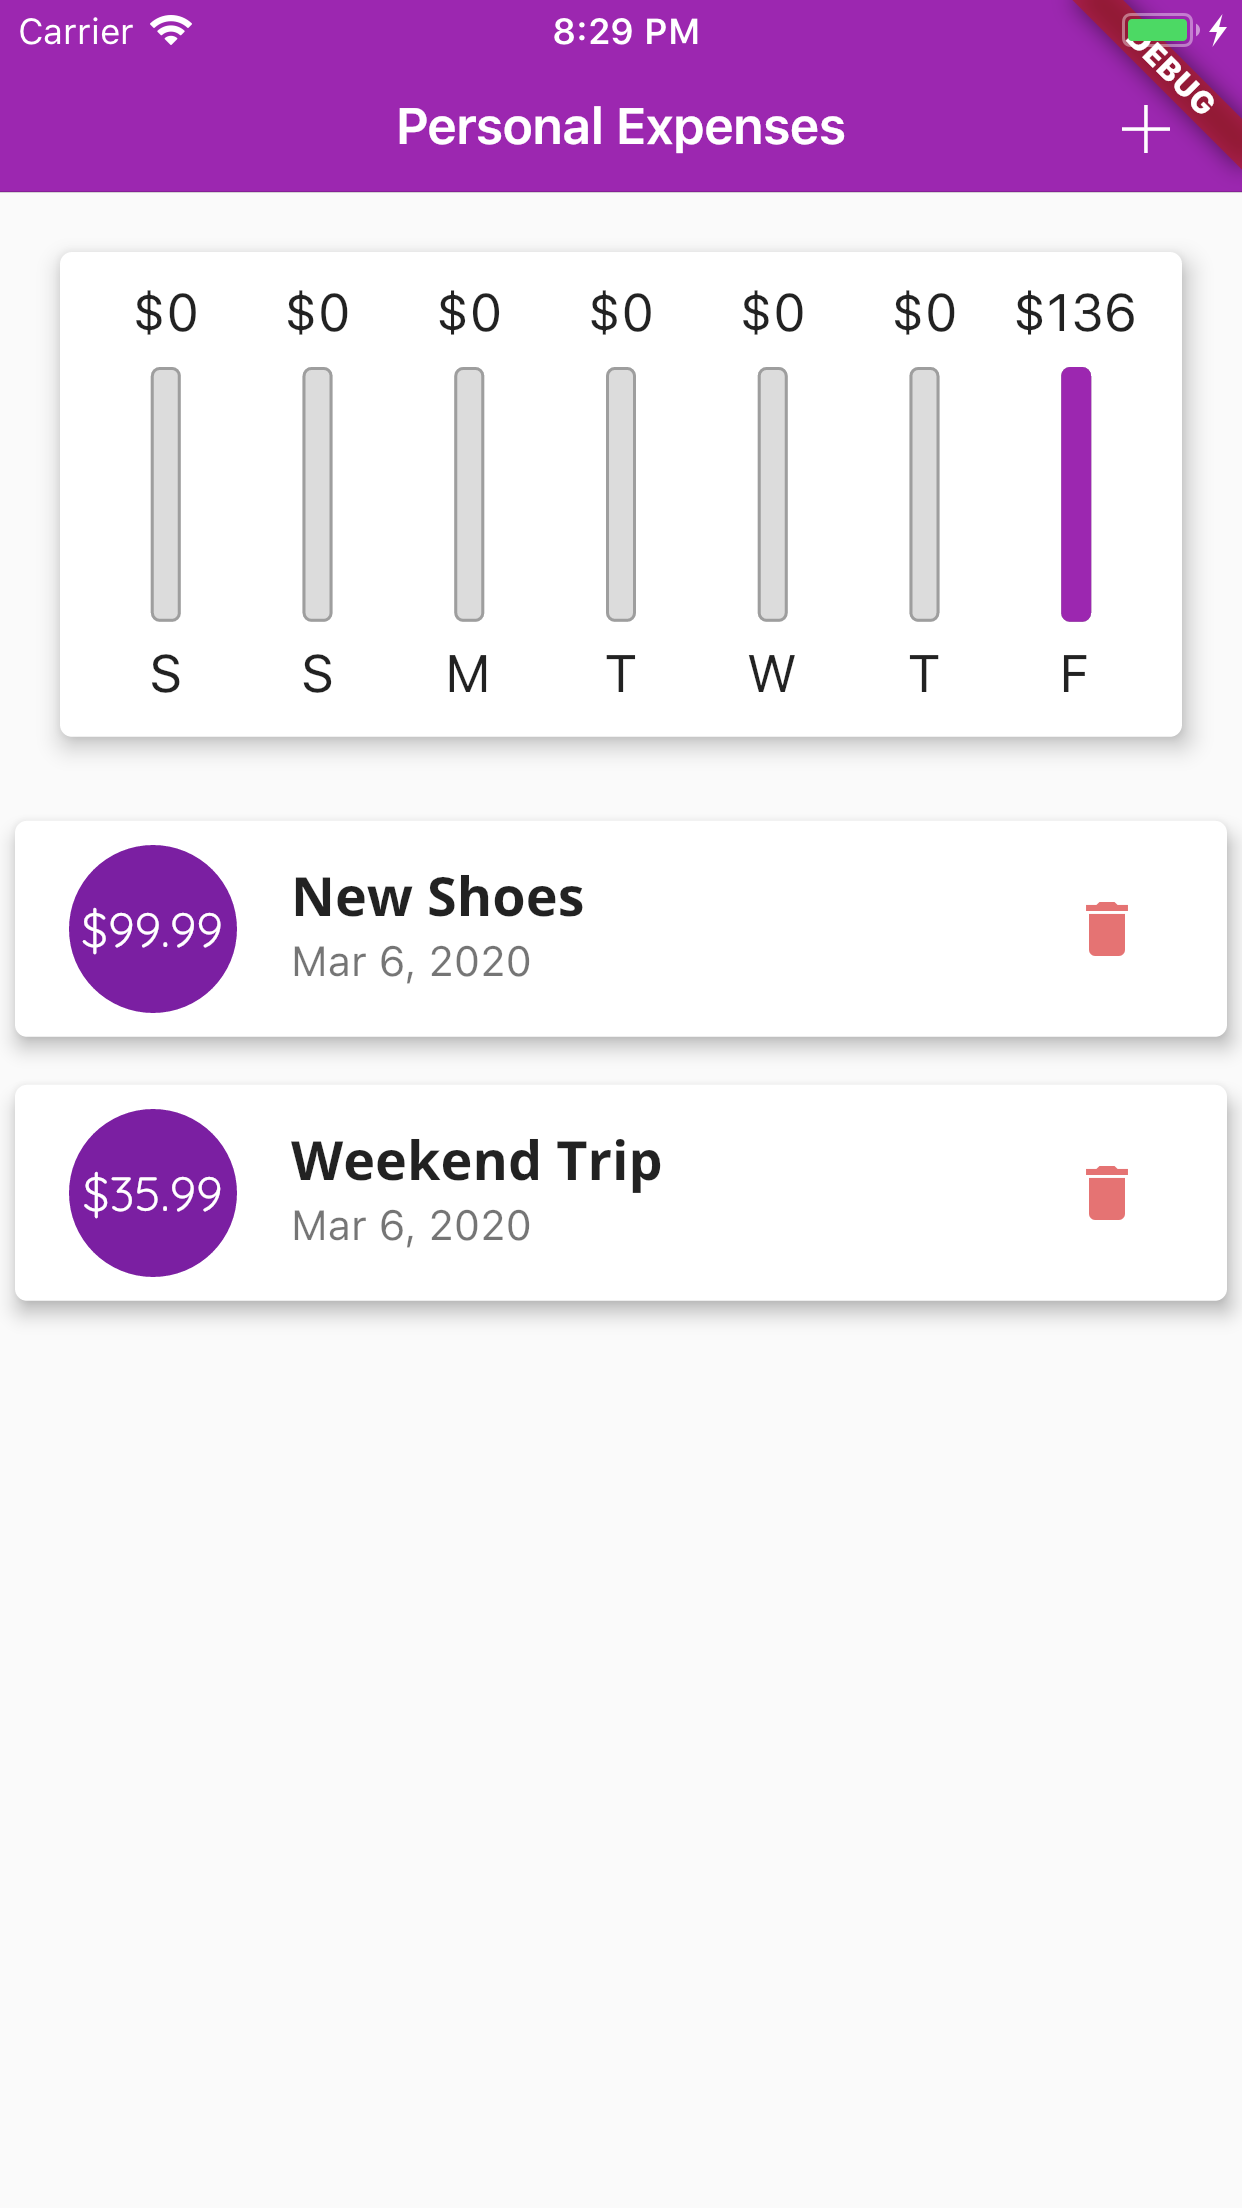 Carrier 8:29 PM
DEBUG
Personal Expenses
$0 $0 $0 $0 $0 $0 $136
S S M T W T F
$99.99
New Shoes
Mar 6, 2020
$35.99
Weekend Trip
Mar 6, 2020